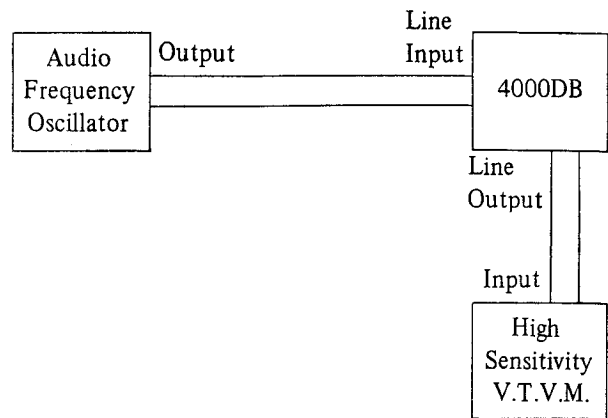 Audio
Frequency
Oscillator
Output
Line
Input
4000DB
Line
Output
Input
High
Sensitivity
V.T.V.M.